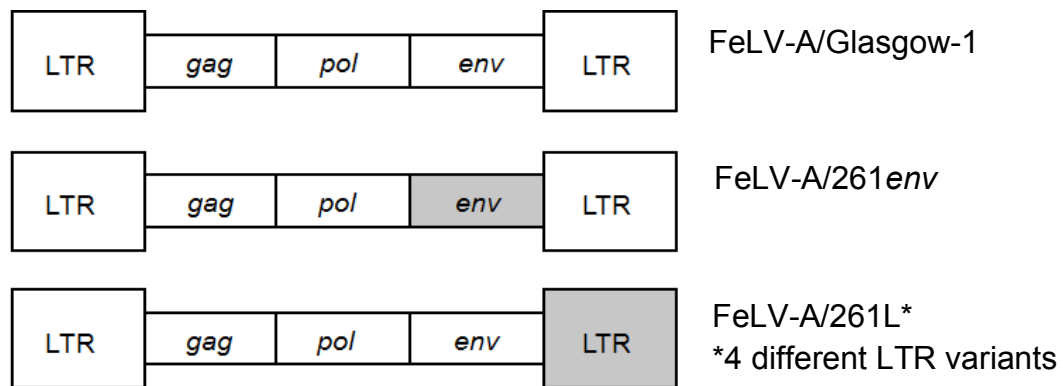 LTR gag pol env LTR FeLV-A/Glasgow-1
LTR gag pol env LTR FeLV-A/261env
LTR gag pol env LTR FeLV-A/261L*
*4 different LTR variants